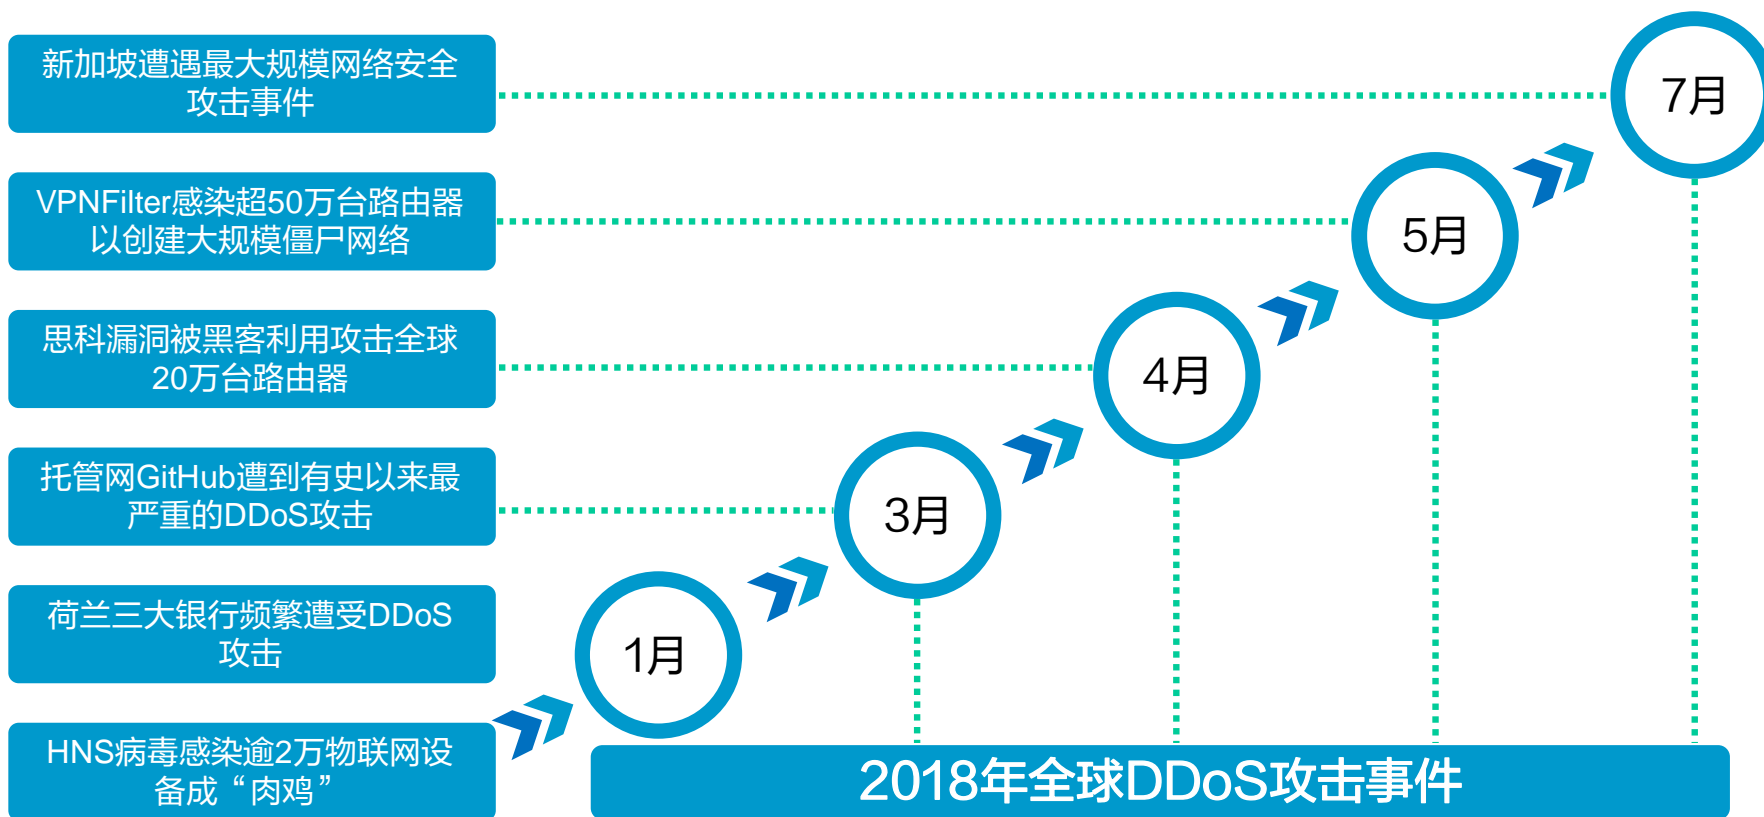 新加坡遭遇最大规模网络安全
攻击事件
7月
VPNFilter感染超50万台路由器
以创建大规模僵尸网络
5月
思科漏洞被黑客利用攻击全球
20万台路由器
4月
托管网GitHub遭到有史以来最
严重的DDoS攻击
3月
荷兰三大银行频繁遭受DDoS
攻击
1月
HNS病毒感染逾2万物联网设
备成“肉鸡”
2018年全球DDoS攻击事件